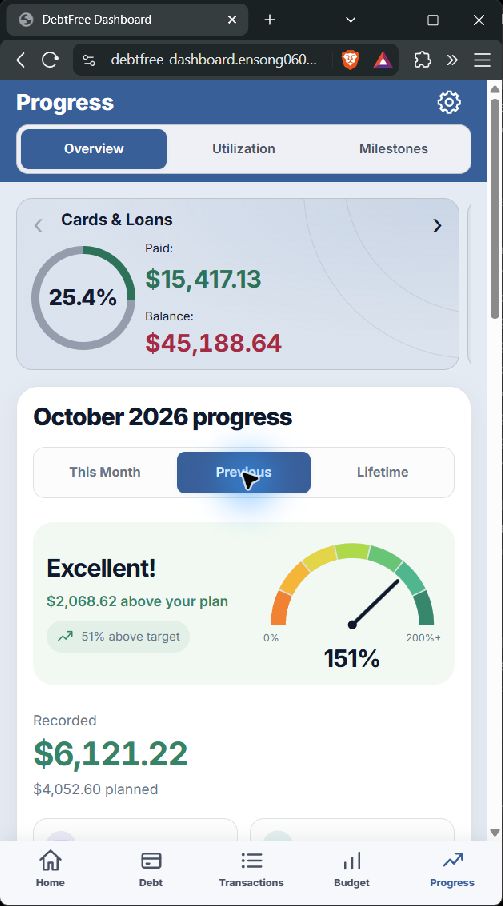 DebtFree Dashboard
debtfree-dashboard.ensong060...
Progress
Overview
Utilization
Milestones
Cards & Loans
25.4%
Paid:
$15,417.13
Balance:
$45,188.64
October 2026 progress
This Month
Previous
Lifetime
Excellent!
$2,068.62 above your plan
51% above target
0%
200%+
151%
Recorded
$6,121.22
$4,052.60 planned
Home
Debt
Transactions
Budget
Progress